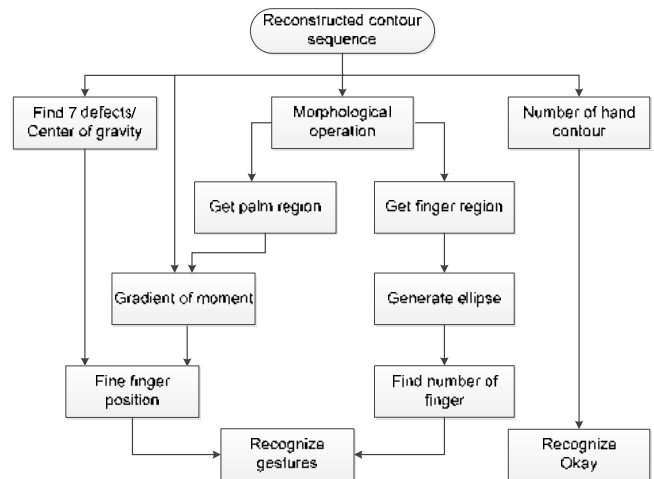 Reconstructed contour
sequence
Find 7 defects/
Center of gravity
Morphological
operation
Number of hand
contour
Get palm region
Get finger region
Gradient of moment
Generate ellipse
Fine finger
position
Find number of
finger
Recognize
gestures
Recognize
Okay